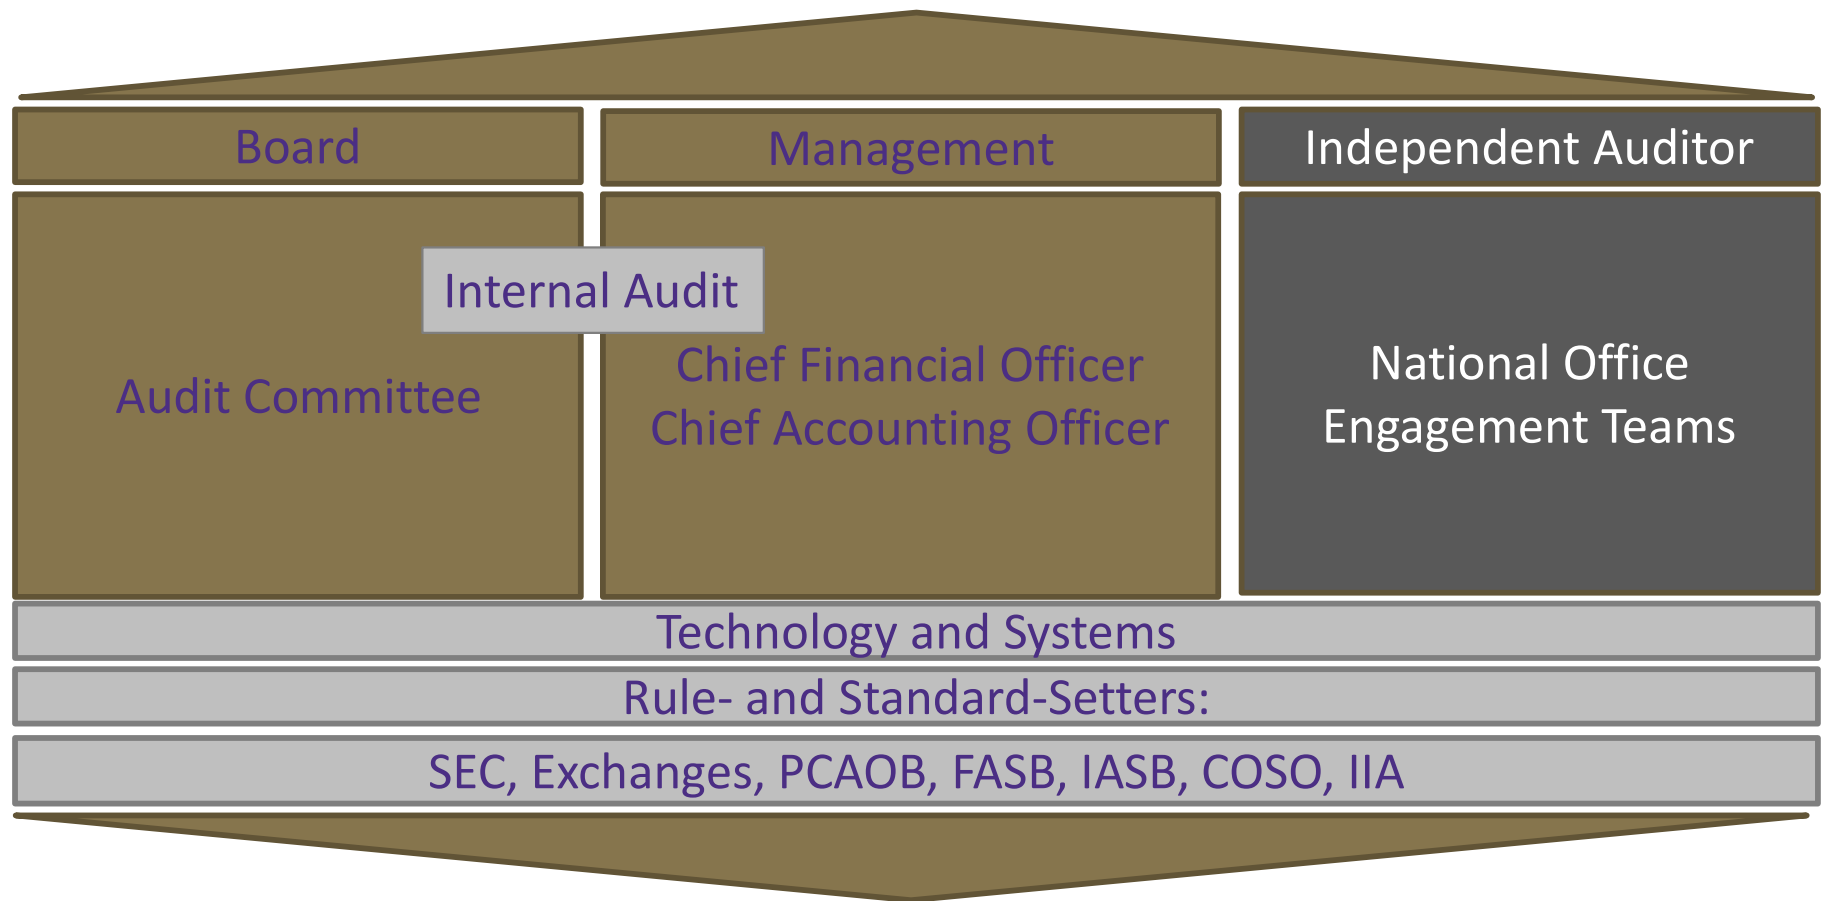 Board
Management
Independent Auditor
Internal Audit
Audit Committee
Chief Financial Officer
Chief Accounting Officer
National Office
Engagement Teams
Technology and Systems
Rule- and Standard-Setters:
SEC, Exchanges, PCAOB, FASB, IASB, COSO, IIA